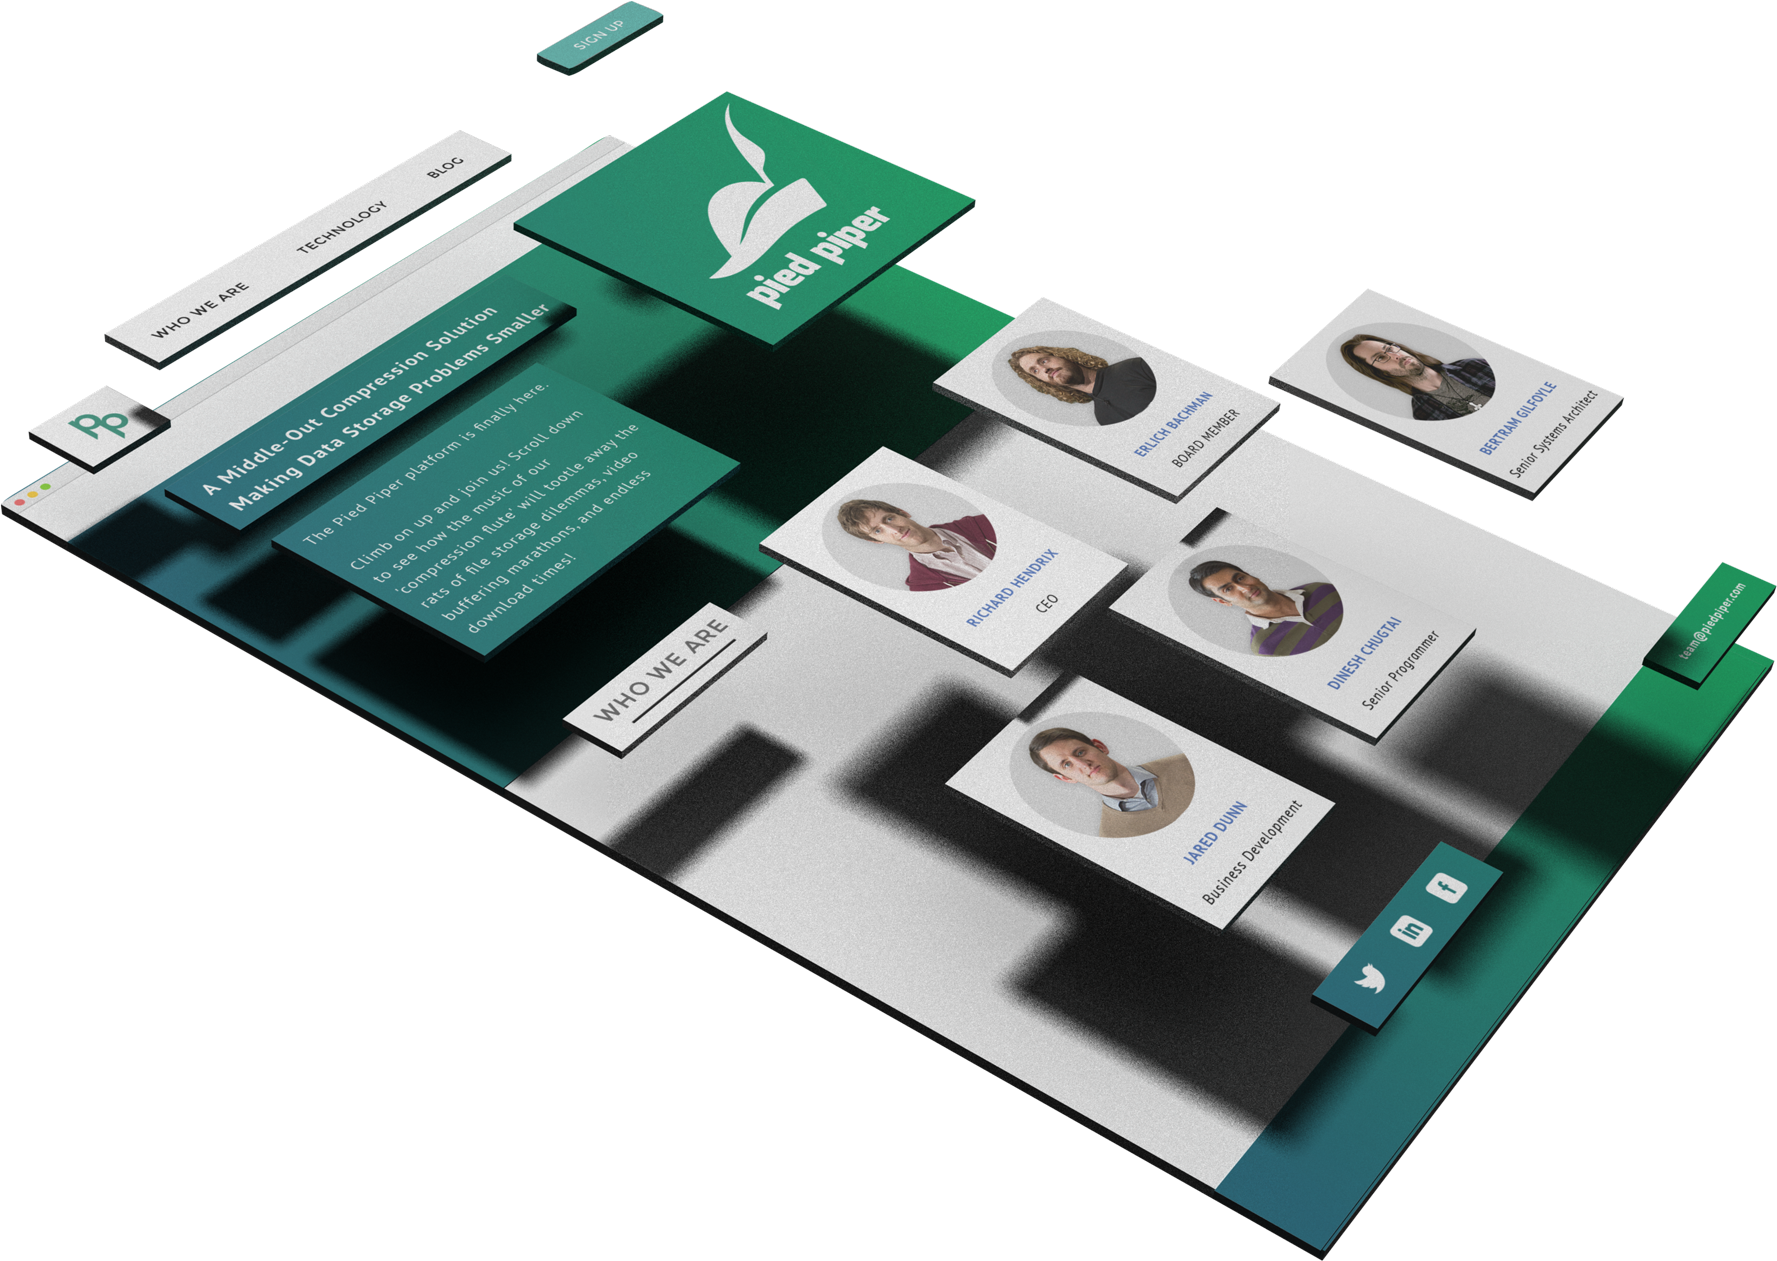 SIGN UP
WHO WE ARE
TECHNOLOGY
BLOG
pp
pied piper
A Middle-Out Compression Solution
Making Data Storage Problems Smaller
The Pied Piper platform is finally here.
Climb on up and join us! Scroll down
to see how the music of our
'compression flute' will tootle away the
rats of file storage dilemmas, video
buffering marathons, and endless
download times!
WHO WE ARE
RICHARD HENDRIX
CEO
ERLICH BACHMAN
BOARD MEMBER
JARED DUNN
Business Development
DINESH CHUGTAI
Senior Programmer
BERTRAM GILFOYLE
Senior Systems Architect
in
f
team@piedpiper.com